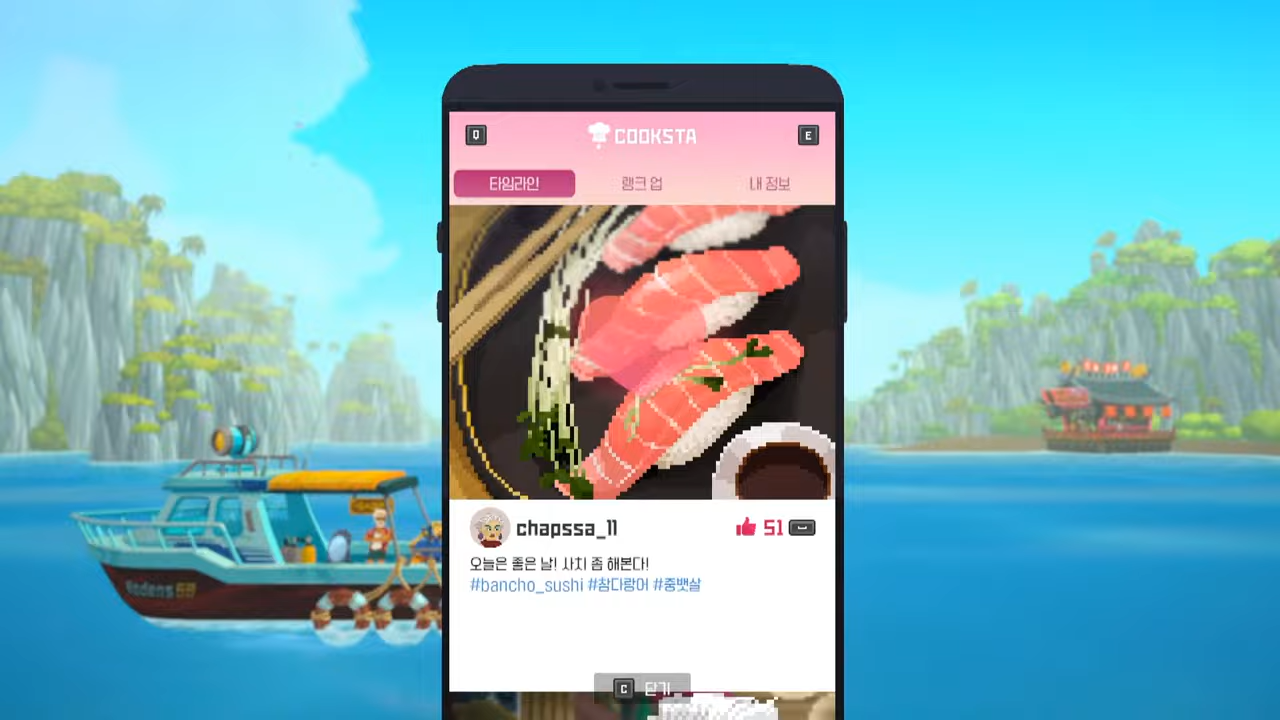 Q
COOKSTA
E
타임라인
랭크 업
내 정보
chapssa_11
51
오늘은 좋은 날! 사치 좀 해본다!
#bancho_sushi #참다랑어 #중뱃살
C 닫기